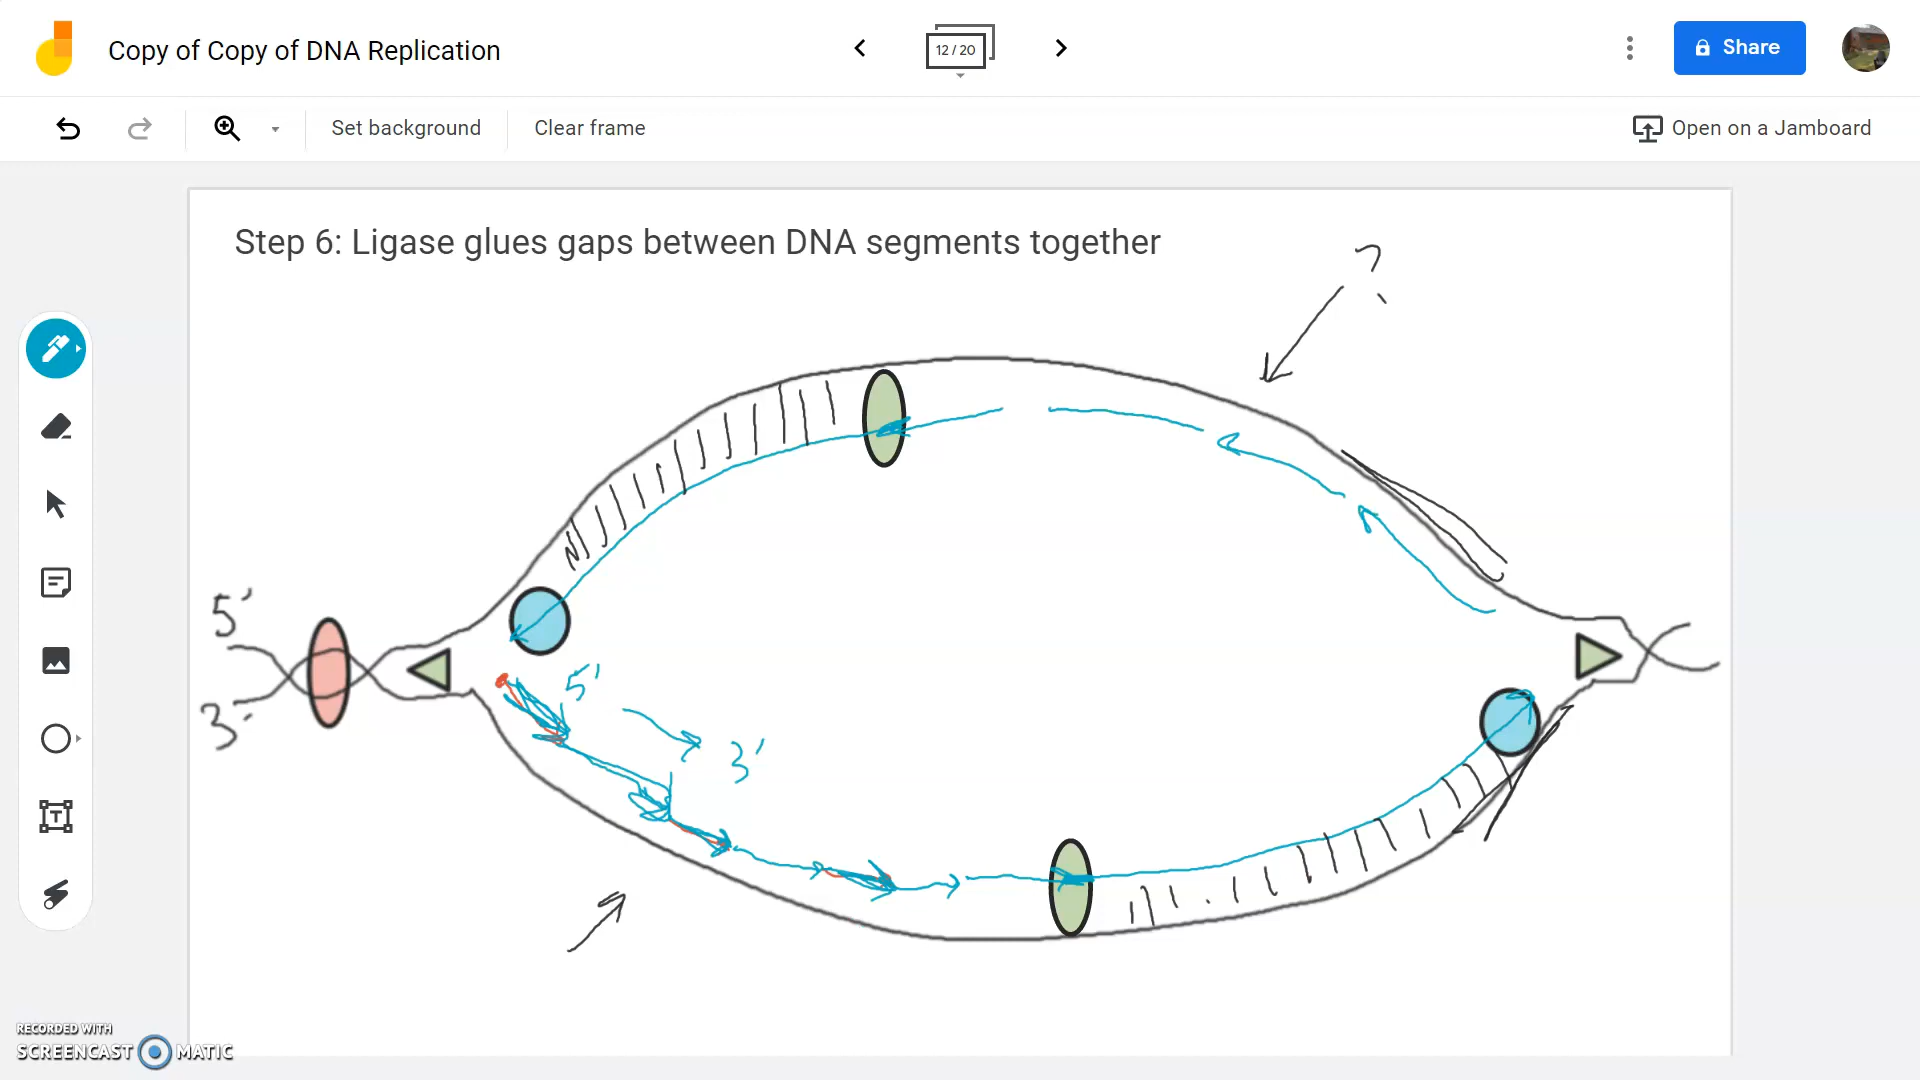 Copy of Copy of DNA Replication
12 / 20
Share
Set background
Clear frame
Open on a Jamboard
Step 6: Ligase glues gaps between DNA segments together
?
5'
3'
5'
3'
RECORDED WITH
SCREENCAST MATIC